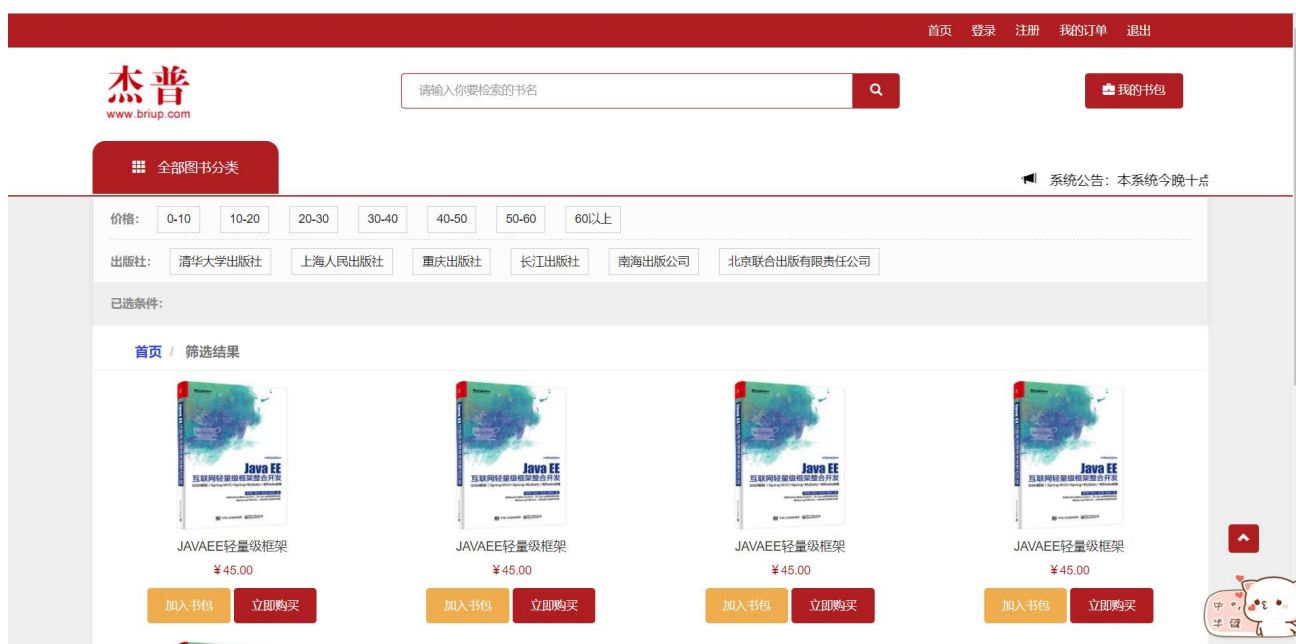 首页 登录 注册 我的订单 退出
杰普
www.briup.com
请输入你要检索的书名
我的书包
全部图书分类
系统公告：本系统今晚十点
价格： 0-10 10-20 20-30 30-40 40-50 50-60 60以上
出版社： 清华大学出版社 上海人民出版社 重庆出版社 长江出版社 南海出版公司 北京联合出版有限责任公司
已选条件：
首页 / 筛选结果
Java EE Java EE Java EE Java EE
互联网轻量级框架整合开发 互联网轻量级框架整合开发 互联网轻量级框架整合开发 互联网轻量级框架整合开发
JAVAEE轻量级框架 JAVAEE轻量级框架 JAVAEE轻量级框架 JAVAEE轻量级框架
¥45.00 ¥45.00 ¥45.00 ¥45.00
加入书包 立即购买 加入书包 立即购买 加入书包 立即购买 加入书包 立即购买
中 °,
半